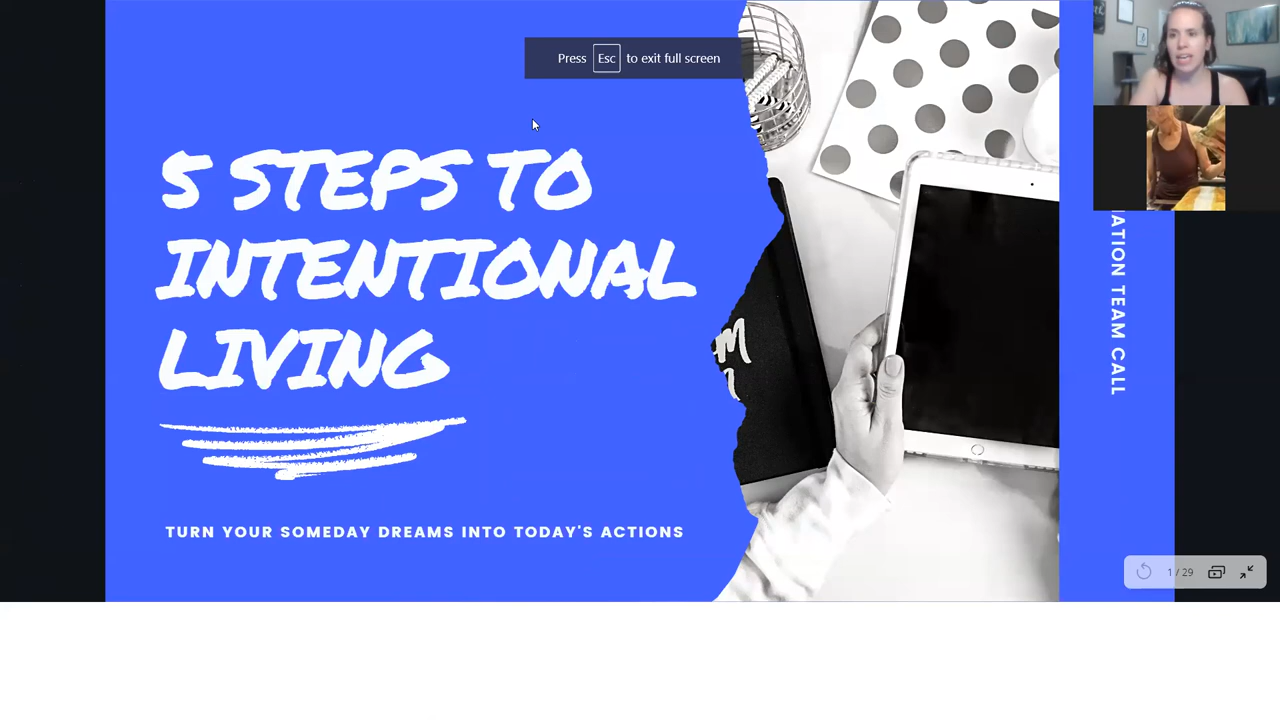 Press Esc to exit full screen
5 STEPS TO
INTENTIONAL
LIVING
TURN YOUR SOMEDAY DREAMS INTO TODAY'S ACTIONS
TEAM CALL
1 / 29